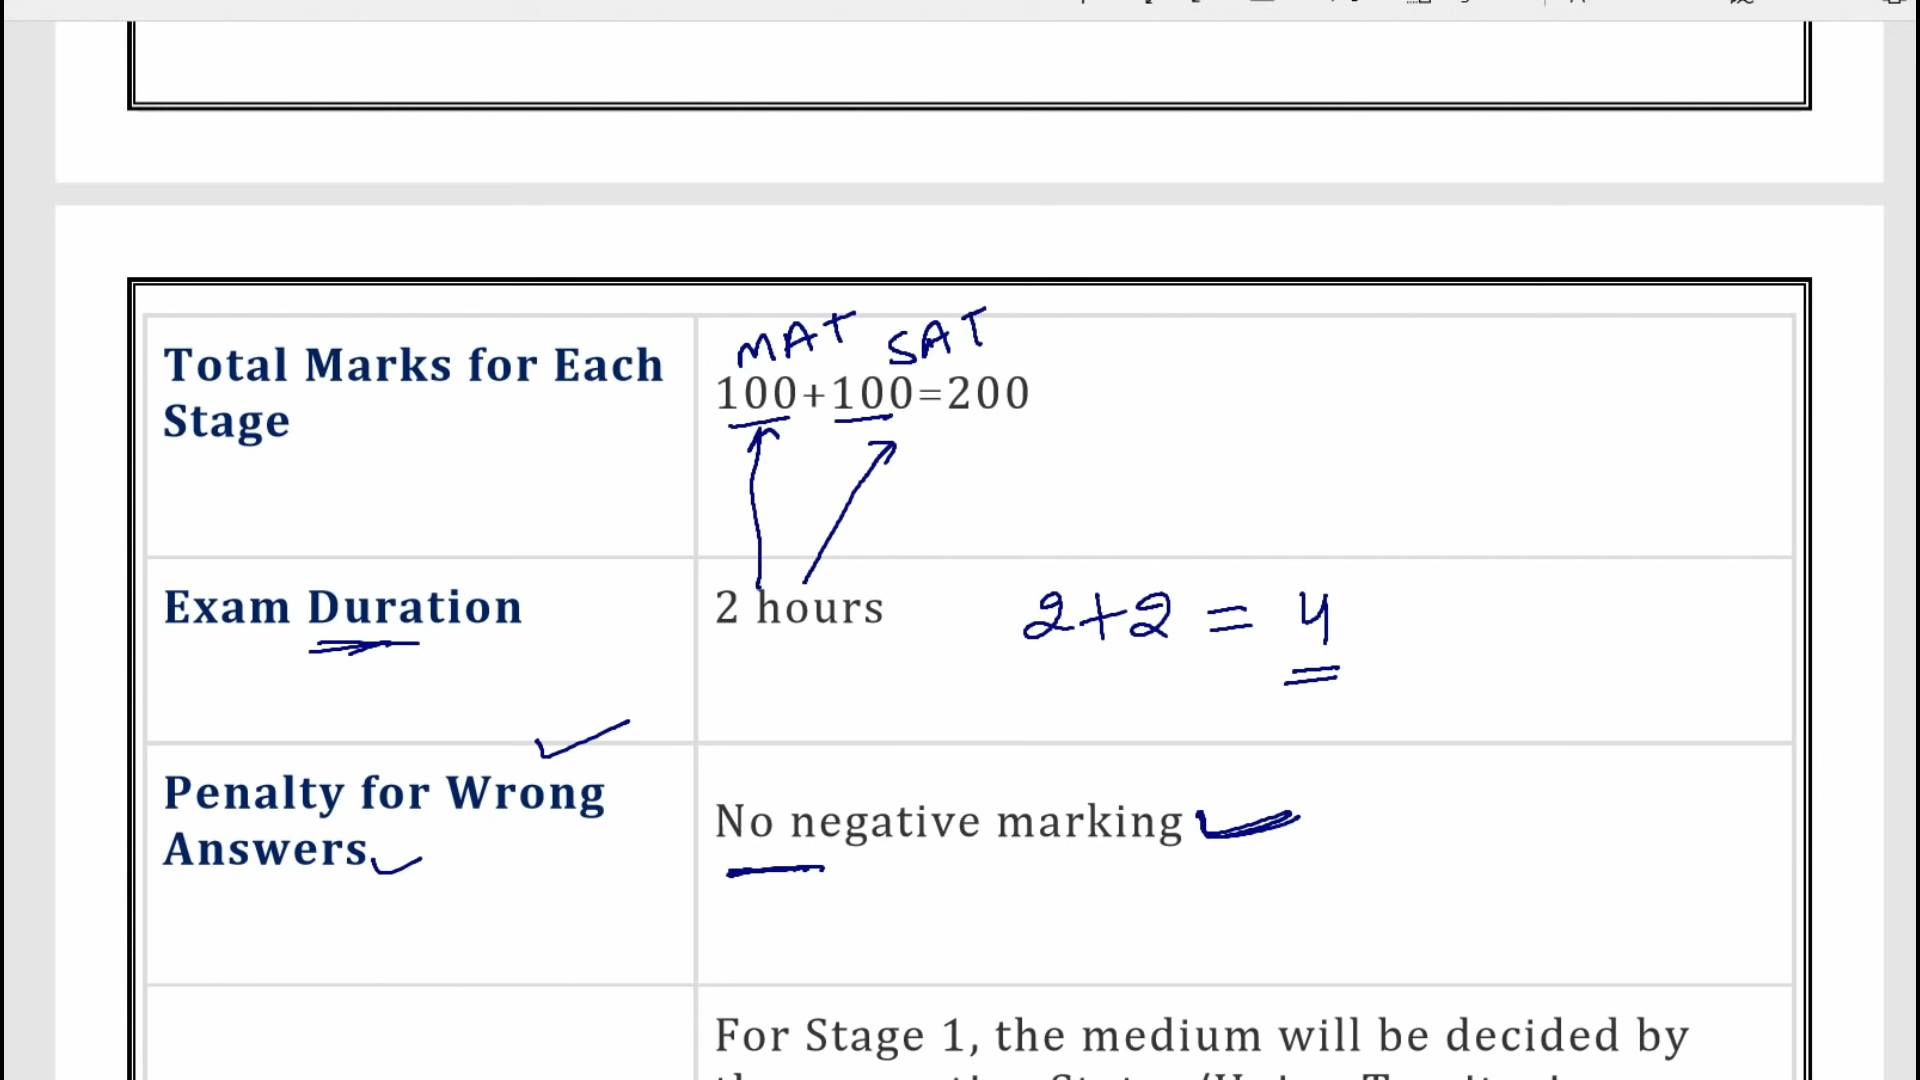 Total Marks for Each
Stage
MAT SAT
100+100=200
Exam Duration
2 hours 2+2 = 4
Penalty for Wrong
Answers
No negative marking
For Stage 1, the medium will be decided by